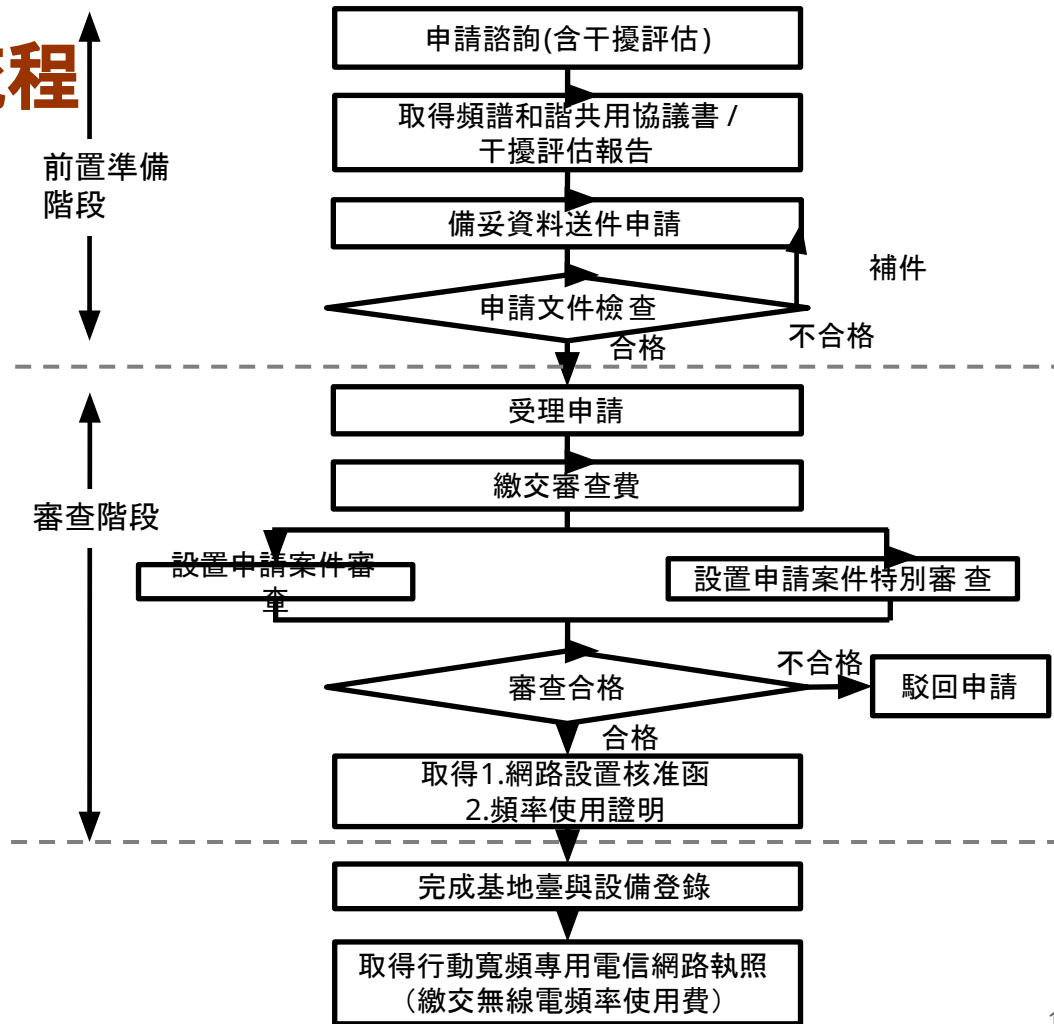 程
申請諮詢(含干擾評估)
取得頻譜和諧共用協議書 /
干擾評估報告
前置準備
階段
備妥資料送件申請
補件
申請文件檢查
不合格
合格
受理申請
繳交審查費
審查階段
設置申請案件審
查
設置申請案件特別審查
不合格
審查合格
駁回申請
合格
取得1.網路設置核准函
2.頻率使用證明
完成基地臺與設備登錄
取得行動寬頻專用電信網路執照
（繳交無線電頻率使用費）